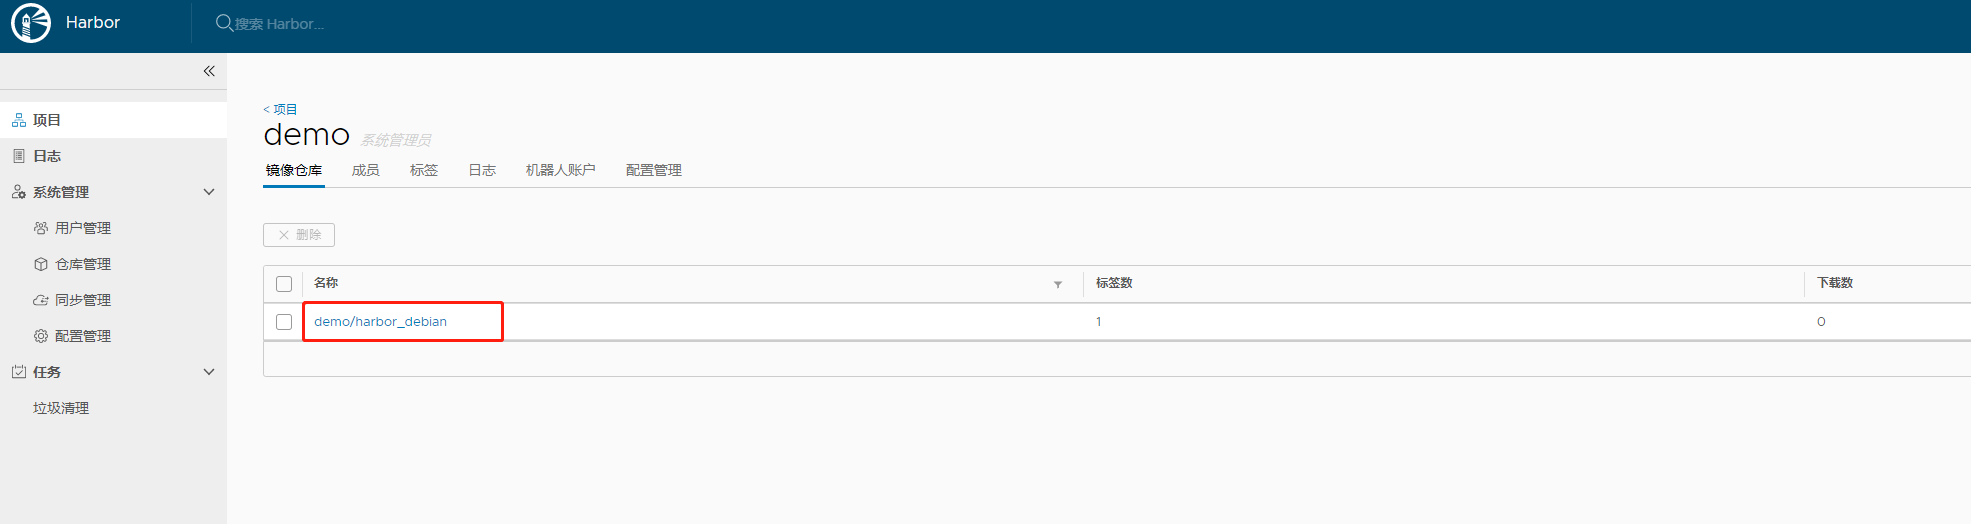 Harbor
搜索 Harbor...
项目
日志
系统管理
用户管理
仓库管理
同步管理
配置管理
任务
垃圾清理
< 项目
demo 系统管理员
镜像仓库 成员 标签 日志 机器人账户 配置管理
× 删除
名称 标签数 下载数
demo/harbor_debian 1 0